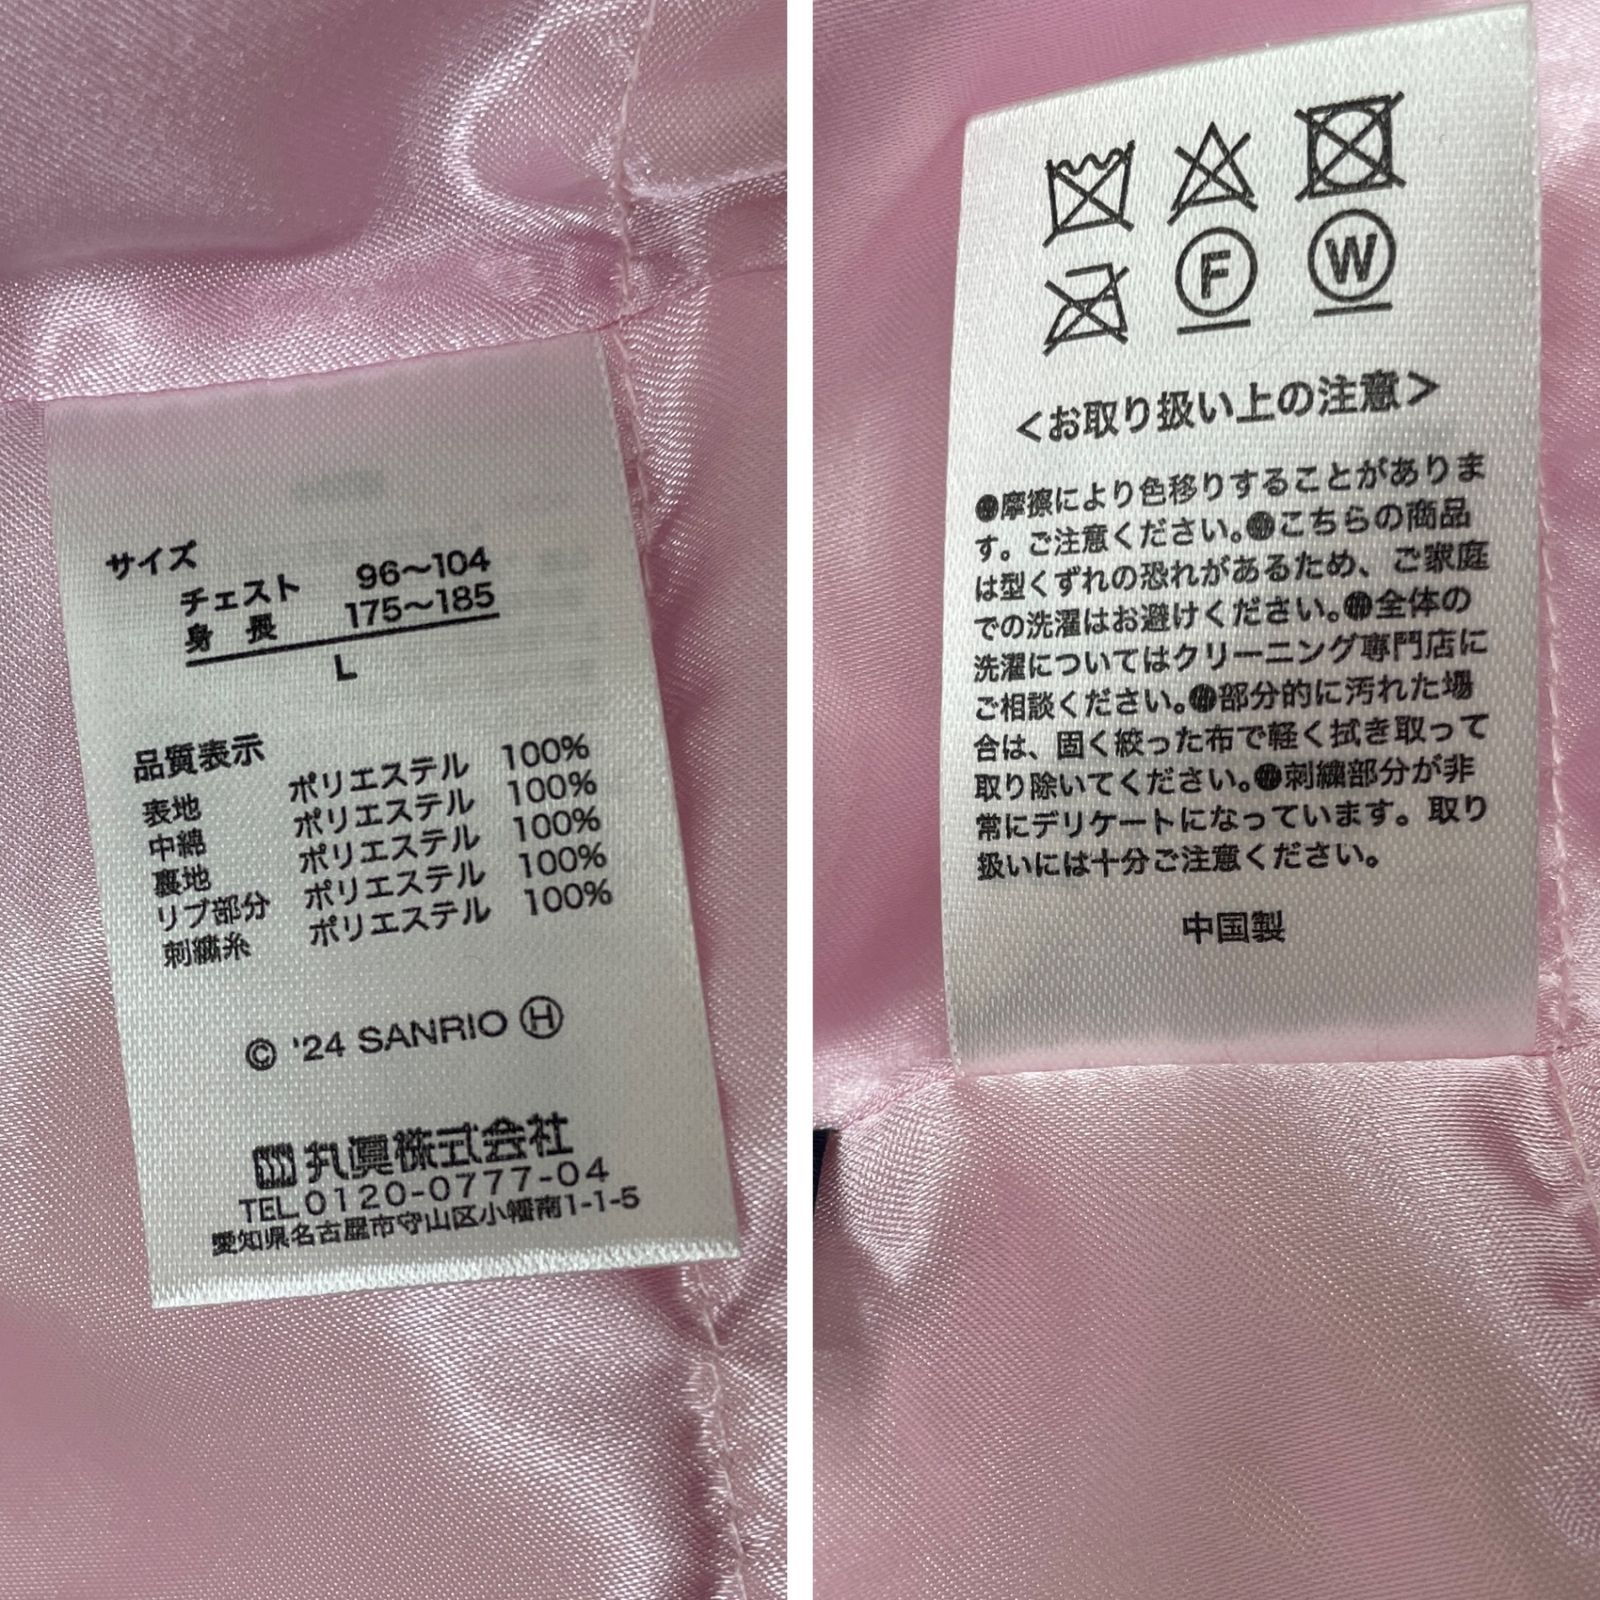 サイズ
チェスト 96～104
身長 175～185
L
品質表示
表地 ポリエステル 100%
中綿 ポリエステル 100%
裏地 ポリエステル 100%
リブ部分 ポリエステル 100%
刺繍糸 ポリエステル 100%
© '24 SANRIO Ⓗ
丸眞株式会社
TEL.0120-0777-04
愛知県名古屋市守山区小幡南1-1-5
F W
<お取り扱い上の注意>
●摩擦により色移りすることがありま
す。ご注意ください。●こちらの商品
は型くずれの恐れがあるため、ご家庭
での洗濯はお避けください。●全体の
洗濯についてはクリーニング専門店に
ご相談ください。●部分的に汚れた場
合は、固く絞った布で軽く拭き取って
取り除いてください。●刺繍部分が非
常にデリケートになっています。取り
扱いには十分ご注意ください。
中国製